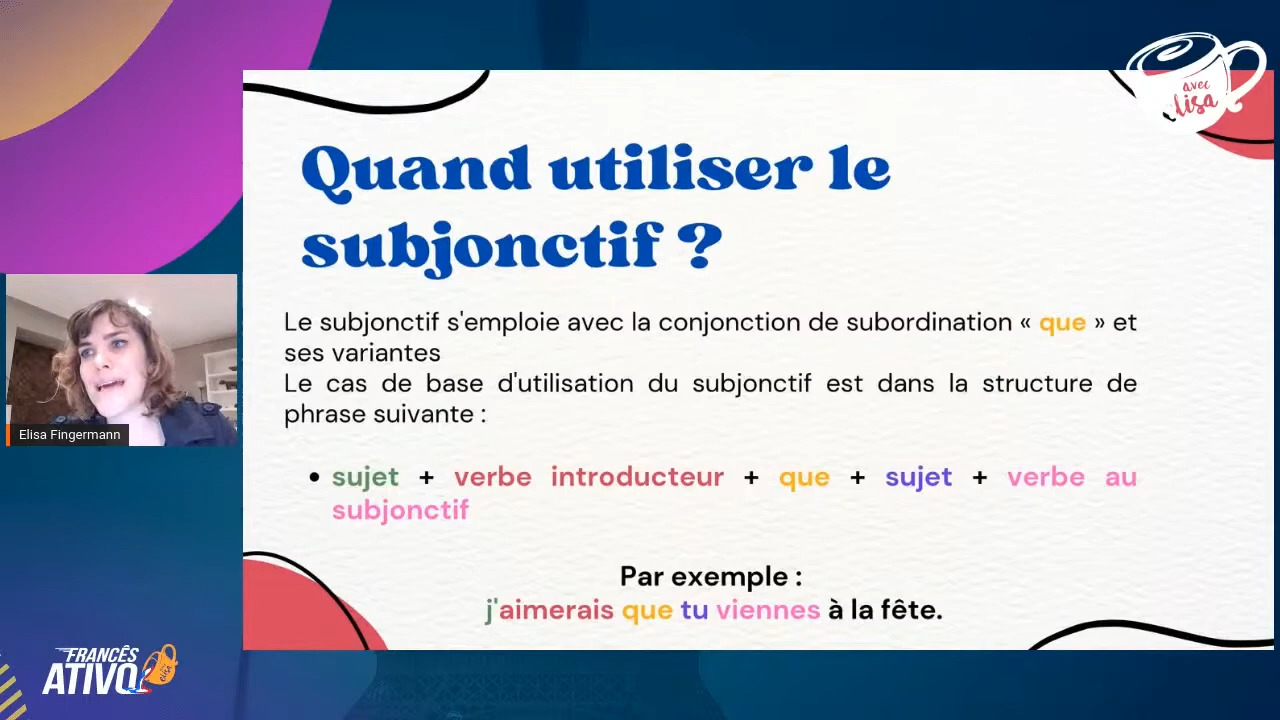 avec
elisa
Quand utiliser le
subjonctif ?
Le subjonctif s'emploie avec la conjonction de subordination « que » et
ses variantes
Le cas de base d'utilisation du subjonctif est dans la structure de
phrase suivante :
• sujet + verbe introducteur + que + sujet + verbe au
subjonctif
Par exemple :
j'aimerais que tu viennes à la fête.
Elisa Fingermann
FRANCÊS
ATIVO